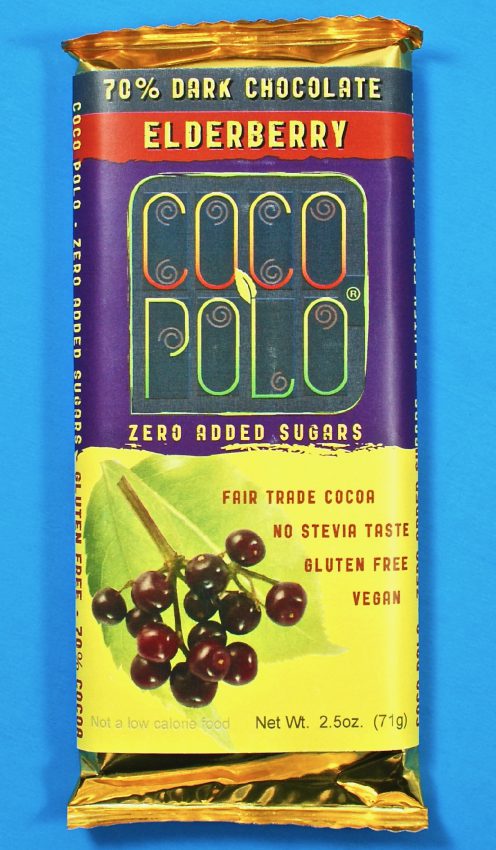 70% DARK CHOCOLATE
ELDERBERRY
COCO
POLO®
ZERO ADDED SUGARS
FAIR TRADE COCOA
NO STEVIA TASTE
GLUTEN FREE
VEGAN
Not a low calorie food
Net Wt. 2.5oz. (71g)
COCO POLO - ZERO ADDED SUGARS - GLUTEN FREE - 70% COCOA